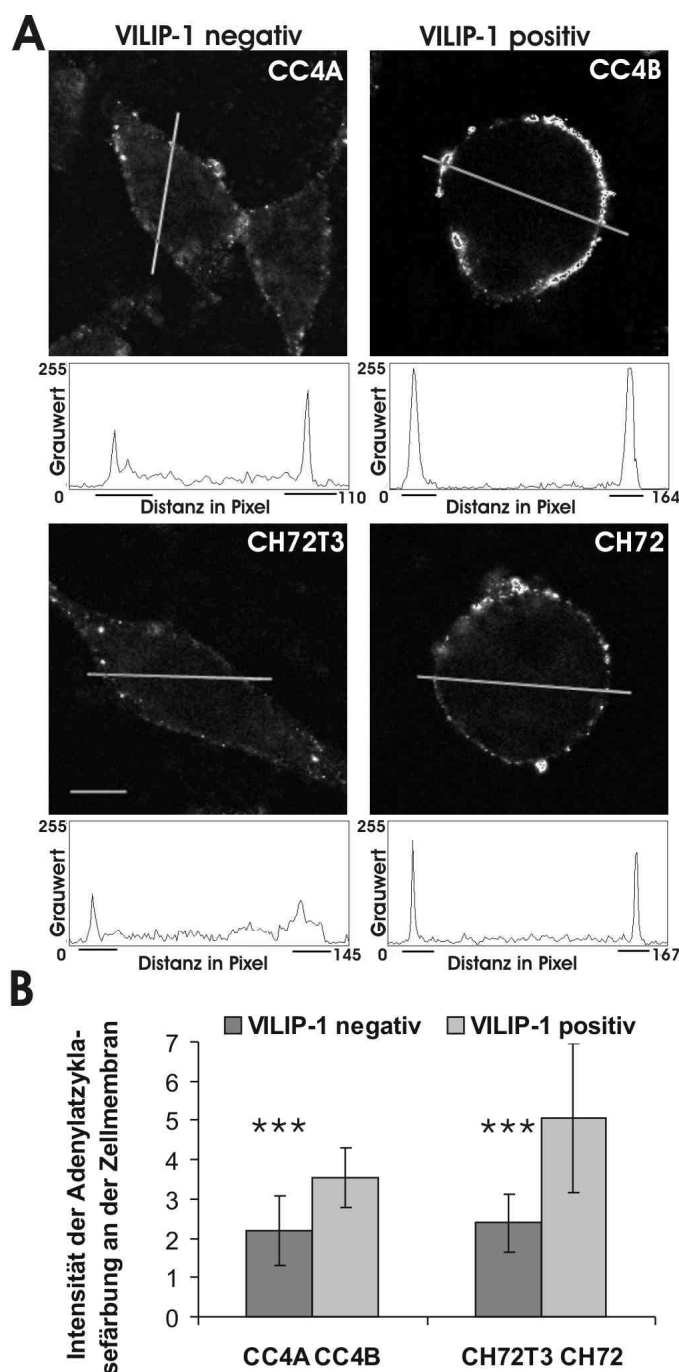 A
VILIP-1 negativ VILIP-1 positiv
CC4A CC4B
255 Grauwert 0 Distanz in Pixel 110
255 Grauwert 0 Distanz in Pixel 164
CH72T3 CH72
255 Grauwert 0 Distanz in Pixel 145
255 Grauwert 0 Distanz in Pixel 167
B
Intensität der Adenylatzykla-
sefärbung an der Zellmembran
VILIP-1 negativ VILIP-1 positiv
7
6
5
4
3
2
1
0
*** ***
CC4A CC4B CH72T3 CH72